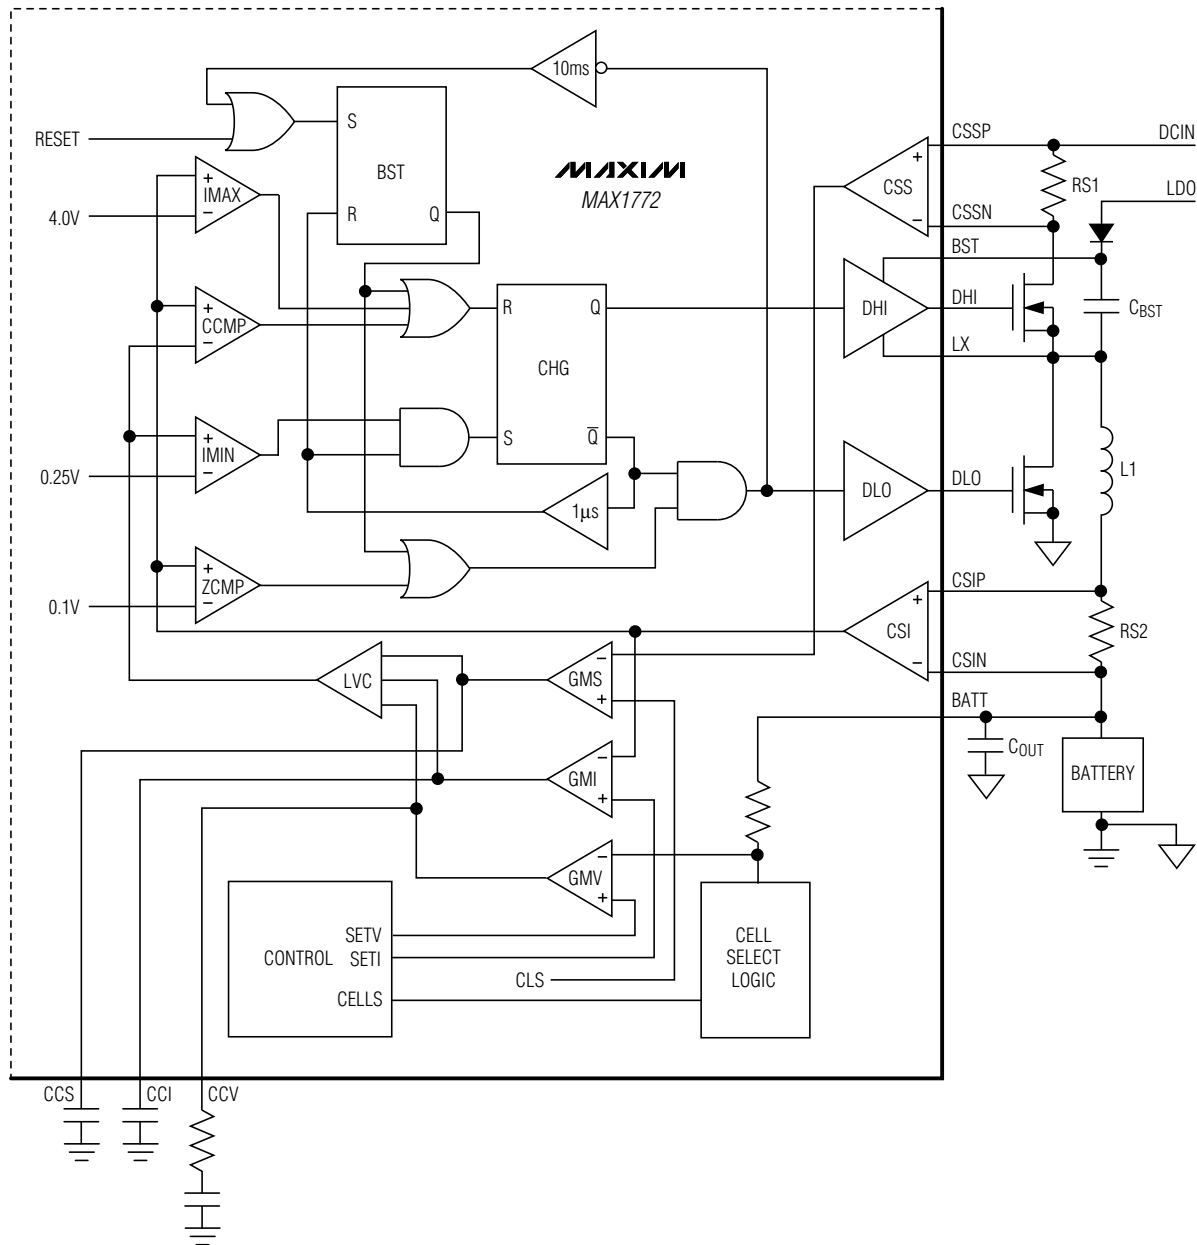 10ms
RESET
S
BST
R
Q
MAXIM
MAX1772
+
IMAX
−
4.0V
+
CCMP
−
+
IMIN
−
0.25V
+
ZCMP
−
0.1V
R
Q
CHG
S
Q̅
1µs
+
CSS
−
CSSP
DCIN
RS1
LDO
CSSN
BST
DHI
DHI
CBST
LX
DLO
DLO
L1
CSIP
+
CSI
−
RS2
CSIN
BATT
COUT
BATTERY
LVC
−
GMS
+
−
GMI
+
−
GMV
+
CONTROL
SETV
SETI
CELLS
CLS
CELL
SELECT
LOGIC
CCS
CCI
CCV